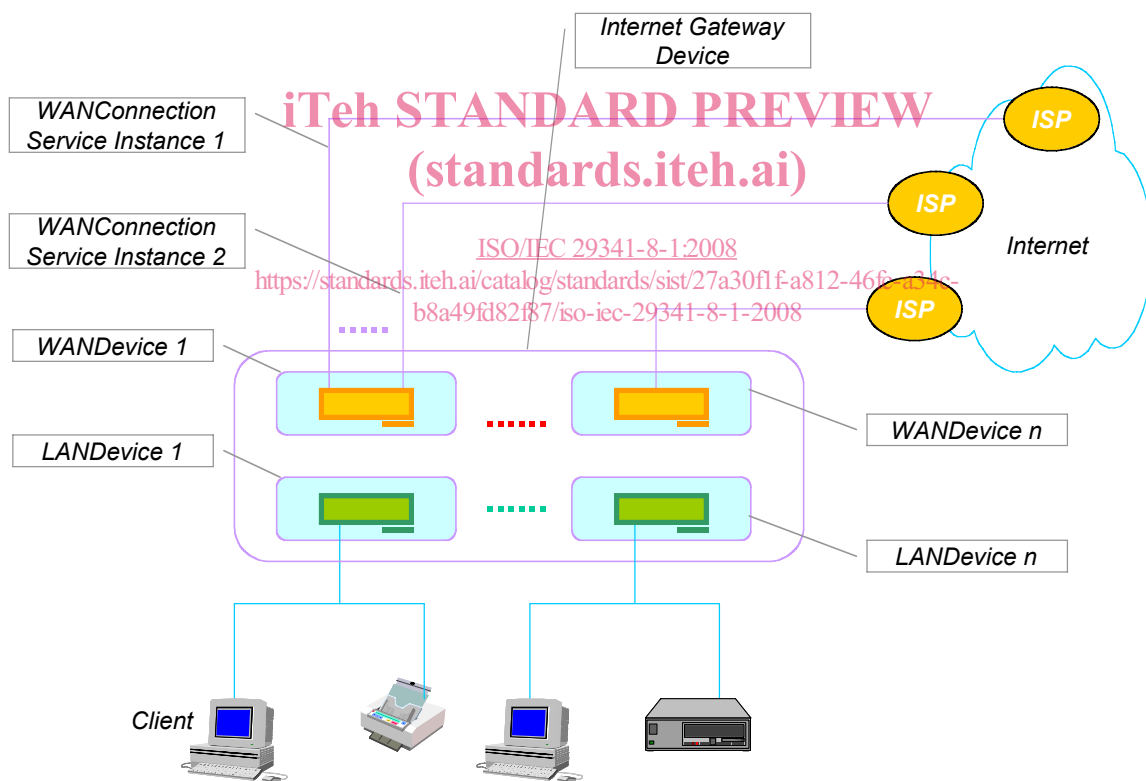 Internet Gateway
Device
WANConnection
Service Instance 1
iTeh STANDARD PREVIEW
(standards.iteh.ai)
ISP
ISP
WANConnection
Service Instance 2
ISO/IEC 29341-8-1:2008
Internet
https://standards.iteh.ai/catalog/standards/sist/27a30f1f-a812-46fe-a34c-
b8a49fd82f87/iso-iec-29341-8-1-2008
ISP
WANDevice 1
WANDevice n
LANDevice 1
LANDevice n
Client